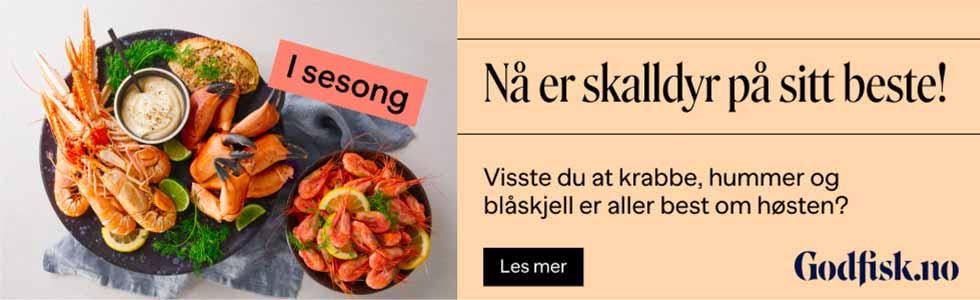 I sesong
Nå er skalldyr på sitt beste!
Visste du at krabbe, hummer og
blåskjell er aller best om høsten?
Les mer
Godfisk.no